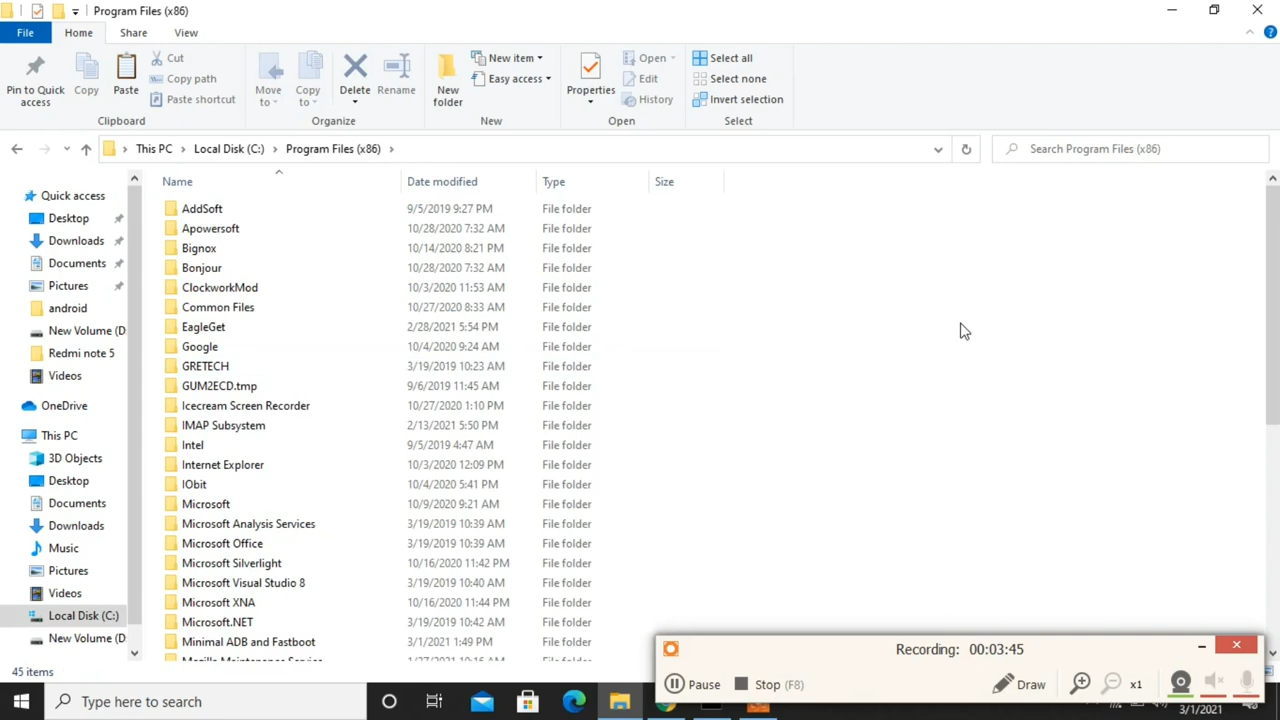 Program Files (x86)
File Home Share View
Pin to Quick access
Copy
Paste
Cut
Copy path
Paste shortcut
Clipboard
Move to
Copy to
Delete
Rename
Organize
New folder
New item
Easy access
New
Properties
Open
Edit
History
Open
Select all
Select none
Invert selection
Select
This PC > Local Disk (C:) > Program Files (x86) >
Search Program Files (x86)
Name Date modified Type Size
Quick access
Desktop
Downloads
Documents
Pictures
android
New Volume (D:
Redmi note 5
Videos
OneDrive
This PC
3D Objects
Desktop
Documents
Downloads
Music
Pictures
Videos
Local Disk (C:)
New Volume (D:
AddSoft 9/5/2019 9:27 PM File folder
Apowersoft 10/28/2020 7:32 AM File folder
Bignox 10/14/2020 8:21 PM File folder
Bonjour 10/28/2020 7:32 AM File folder
ClockworkMod 10/3/2020 11:53 AM File folder
Common Files 10/27/2020 8:33 AM File folder
EagleGet 2/28/2021 5:54 PM File folder
Google 10/4/2020 9:24 AM File folder
GRETECH 3/19/2019 10:23 AM File folder
GUM2ECD.tmp 9/6/2019 11:45 AM File folder
Icecream Screen Recorder 10/27/2020 1:10 PM File folder
IMAP Subsystem 2/13/2021 5:50 PM File folder
Intel 9/5/2019 4:47 AM File folder
Internet Explorer 10/3/2020 12:09 PM File folder
IObit 10/4/2020 5:41 PM File folder
Microsoft 10/9/2020 9:21 AM File folder
Microsoft Analysis Services 3/19/2019 10:39 AM File folder
Microsoft Office 3/19/2019 10:39 AM File folder
Microsoft Silverlight 10/16/2020 11:42 PM File folder
Microsoft Visual Studio 8 3/19/2019 10:40 AM File folder
Microsoft XNA 10/16/2020 11:44 PM File folder
Microsoft.NET 3/19/2019 10:42 AM File folder
Minimal ADB and Fastboot 3/1/2021 1:49 PM File folder
Mozilla Maintenance Service 1/27/2021 10:16 AM File folder
45 items
Recording: 00:03:45
Pause
Stop (F8)
Draw
x1
Type here to search
3/1/2021